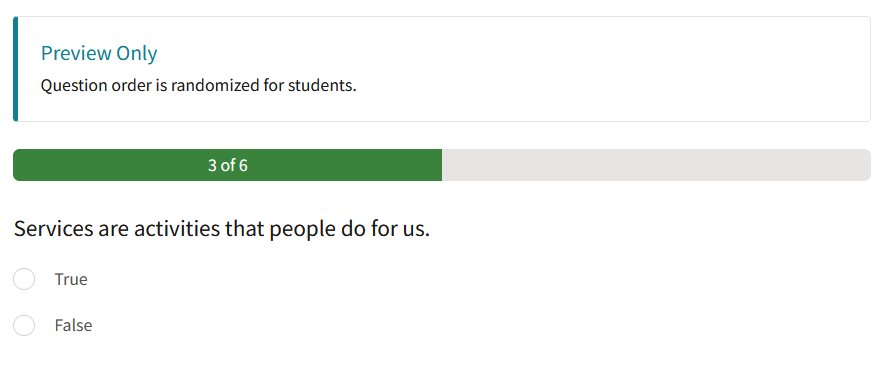 Preview Only
Question order is randomized for students.
3 of 6
Services are activities that people do for us.
True
False